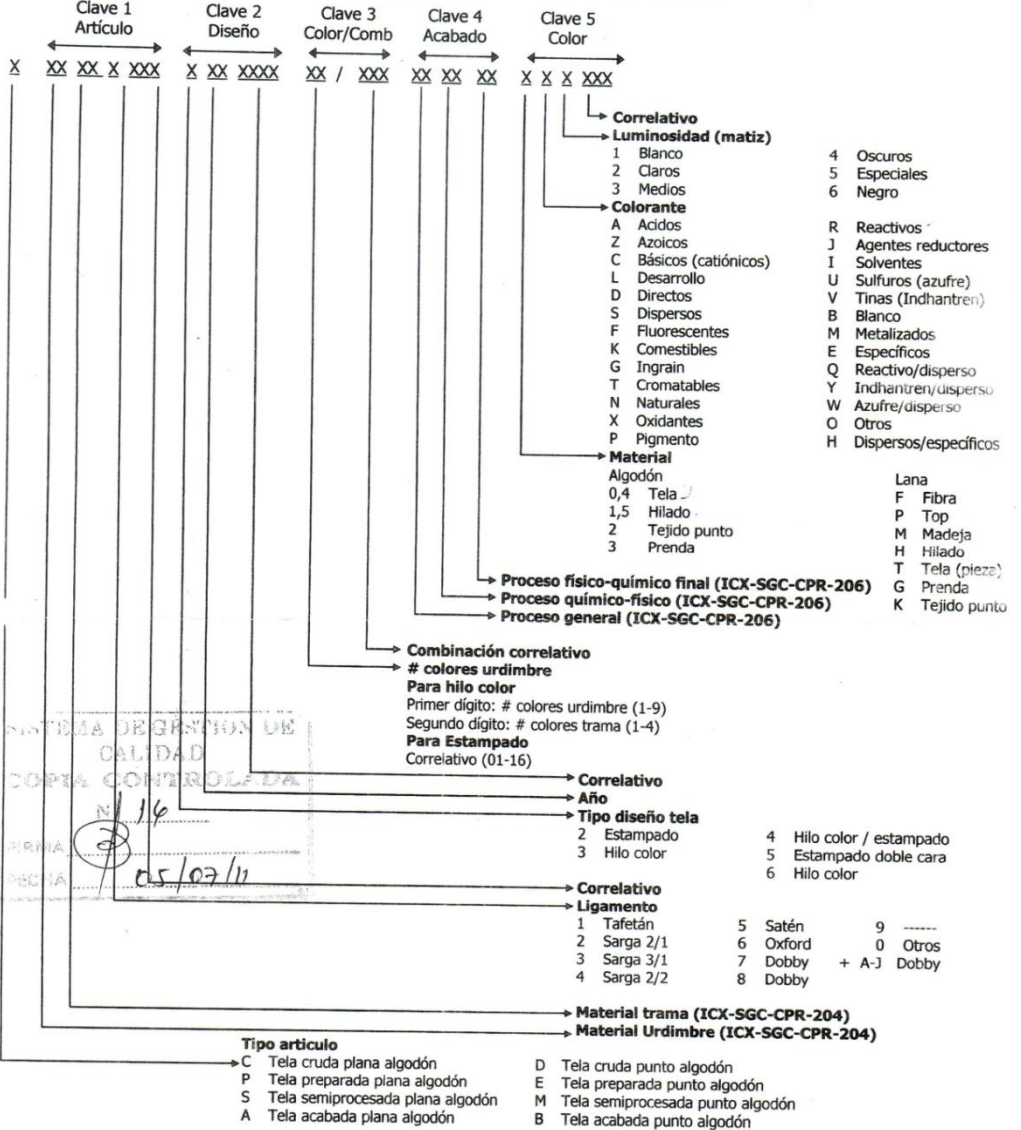 Clave 1 Clave 2 Clave 3 Clave 4 Clave 5
Artículo Diseño Color/Comb Acabado Color
X XX XX X XXX X XX XXXX XX / XXX XX XX XX X X X XXX
Correlativo
Luminosidad (matiz)
1 Blanco 4 Oscuros
2 Claros 5 Especiales
3 Medios 6 Negro
Colorante
A Acidos R Reactivos
Z Azoicos J Agentes reductores
C Básicos (catiónicos) I Solventes
L Desarrollo U Sulfuros (azufre)
D Directos V Tinas (Indhantren)
S Dispersos B Blanco
F Fluorescentes M Metalizados
K Comestibles E Específicos
G Ingrain Q Reactivo/disperso
T Cromatables Y Indhantren/disperso
N Naturales W Azufre/disperso
X Oxidantes O Otros
P Pigmento H Dispersos/específicos
Material
Algodón Lana
0,4 Tela F Fibra
1,5 Hilado P Top
2 Tejido punto M Madeja
3 Prenda H Hilado
T Tela (pieza)
G Prenda
K Tejido punto
Proceso físico-químico final (ICX-SGC-CPR-206)
Proceso químico-físico (ICX-SGC-CPR-206)
Proceso general (ICX-SGC-CPR-206)
Combinación correlativo
# colores urdimbre
Para hilo color
Primer dígito: # colores urdimbre (1-9)
Segundo dígito: # colores trama (1-4)
Para Estampado
Correlativo (01-16)
SISTEMA DE GESTION DE
CALIDAD
COPIA CONTROLADA
N 14
FIRMA
FECHA 05/07/11
Correlativo
Año
Tipo diseño tela
2 Estampado 4 Hilo color / estampado
3 Hilo color 5 Estampado doble cara
6 Hilo color
Correlativo
Ligamento
1 Tafetán 5 Satén 9 ------
2 Sarga 2/1 6 Oxford 0 Otros
3 Sarga 3/1 7 Dobby + A-J Dobby
4 Sarga 2/2 8 Dobby
Material trama (ICX-SGC-CPR-204)
Material Urdimbre (ICX-SGC-CPR-204)
Tipo articulo
C Tela cruda plana algodón D Tela cruda punto algodón
P Tela preparada plana algodón E Tela preparada punto algodón
S Tela semiprocesada plana algodón M Tela semiprocesada punto algodón
A Tela acabada plana algodón B Tela acabada punto algodón